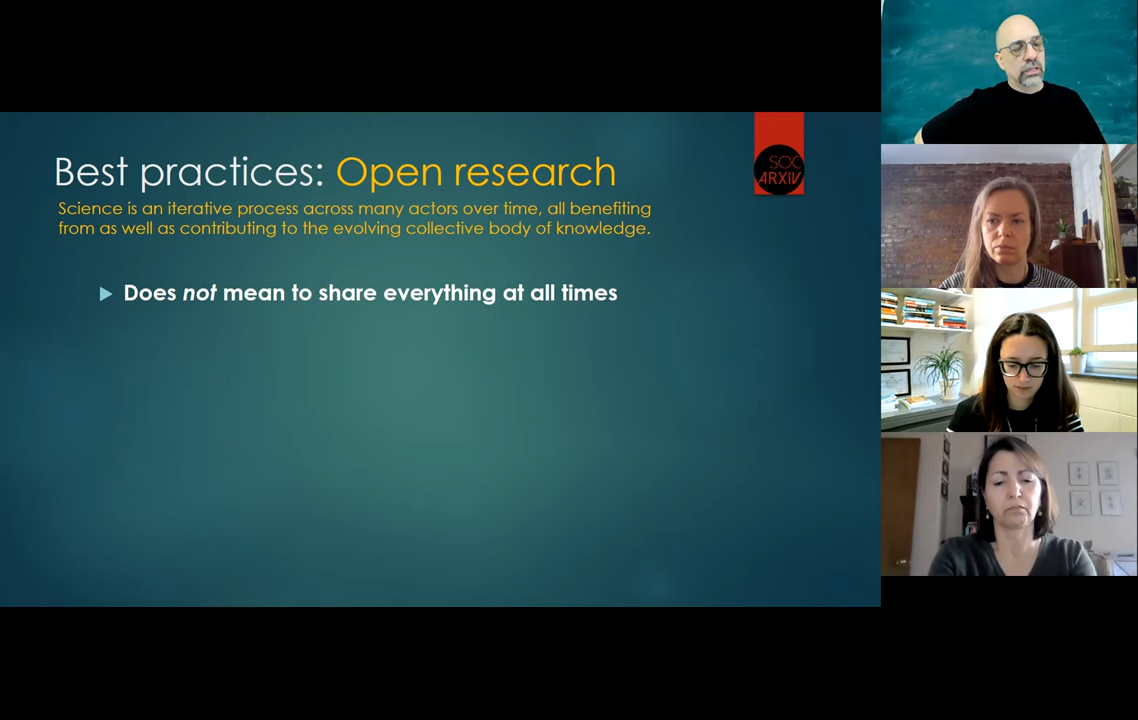 Best practices: Open research
Science is an iterative process across many actors over time, all benefiting
from as well as contributing to the evolving collective body of knowledge.
Does not mean to share everything at all times
SOC
ARXIV